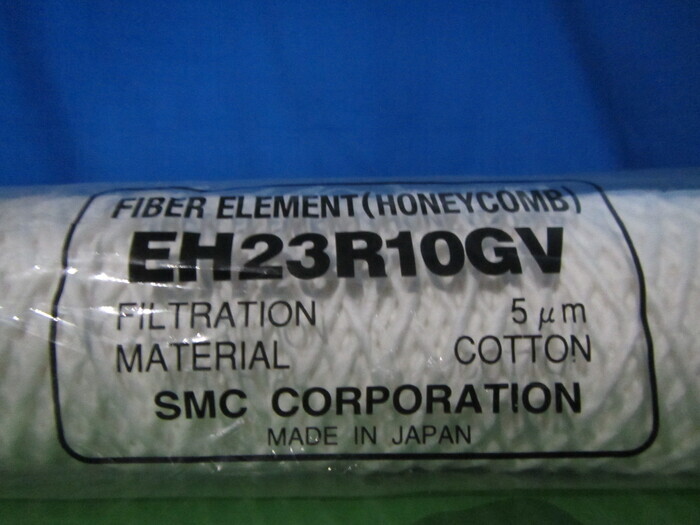 FIBER ELEMENT(HONEYCOMB)
EH23R10GV
FILTRATION 5 μm
MATERIAL COTTON
SMC CORPORATION
MADE IN JAPAN